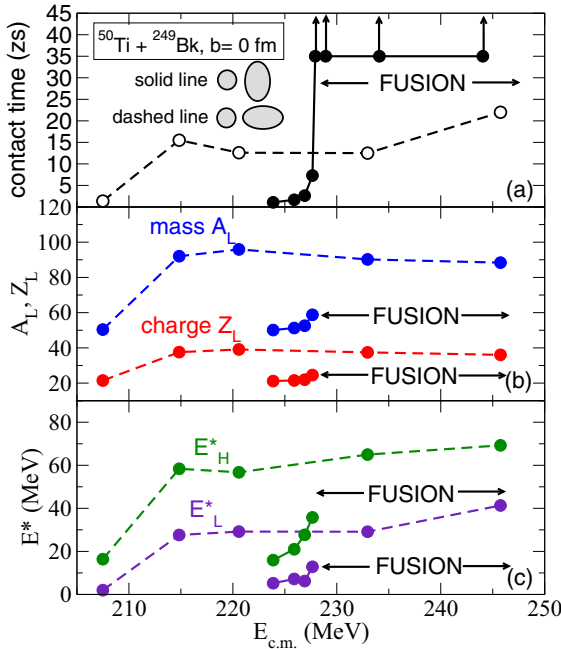 45
40
35
30
25
20
15
10
5
contact time (zs)
⁵⁰Ti + ²⁴⁹Bk, b= 0 fm
solid line
dashed line
FUSION
(a)
120
100
80
60
40
20
A_L, Z_L
mass A_L
FUSION
charge Z_L
FUSION
(b)
80
60
40
20
0
E* (MeV)
E*_H
FUSION
E*_L
FUSION
(c)
210 220 230 240 250
E_c.m. (MeV)